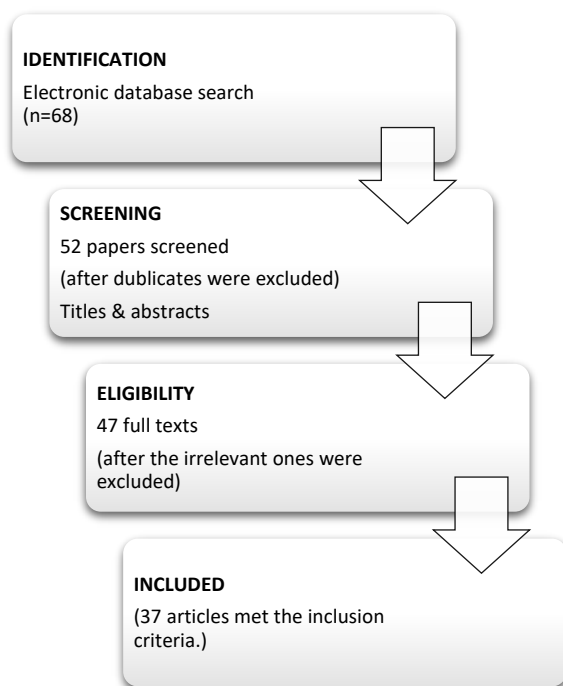 IDENTIFICATION
Electronic database search
(n=68)
SCREENING
52 papers screened
(after dublicates were excluded)
Titles & abstracts
ELIGIBILITY
47 full texts
(after the irrelevant ones were
excluded)
INCLUDED
(37 articles met the inclusion
criteria.)